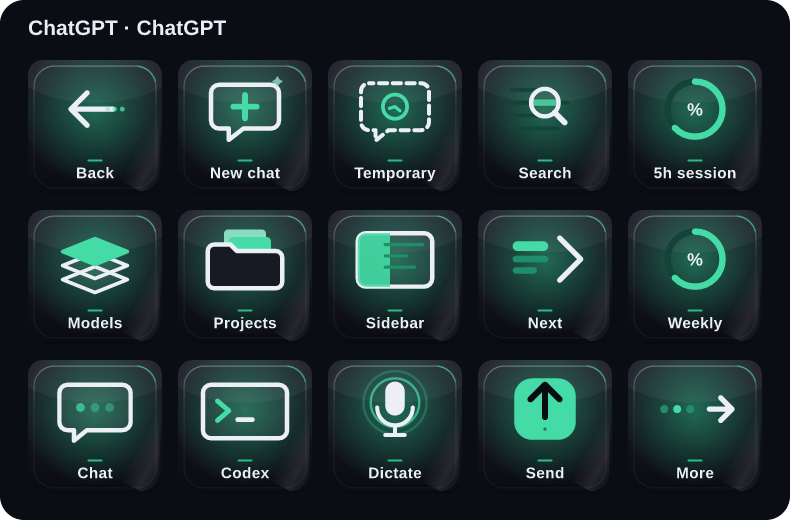 ChatGPT · ChatGPT
Back
New chat
Temporary
Search
%
5h session
Models
Projects
Sidebar
Next
%
Weekly
Chat
Codex
Dictate
Send
More